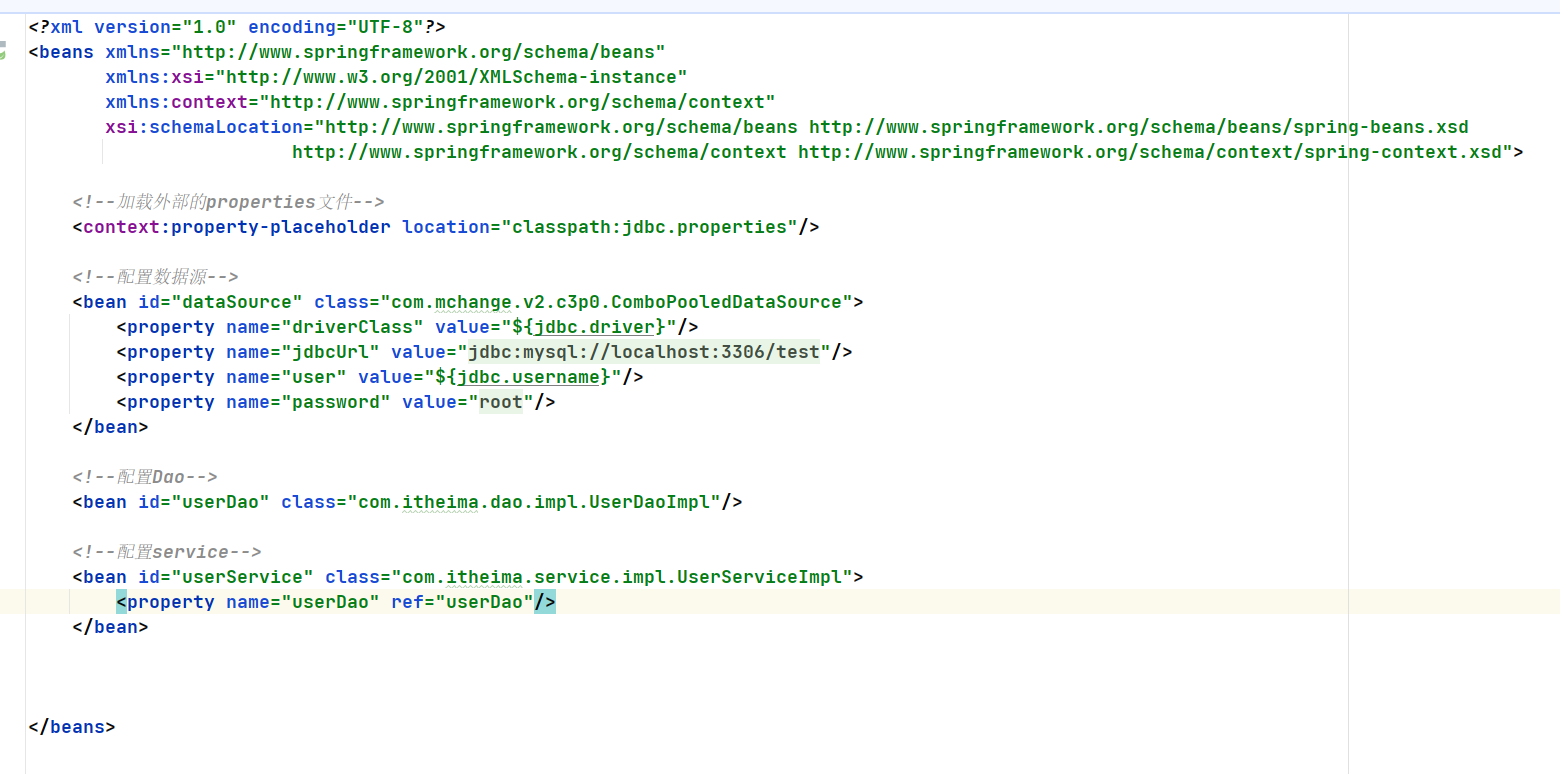 <?xml version="1.0" encoding="UTF-8"?>
<beans xmlns="http://www.springframework.org/schema/beans"
xmlns:xsi="http://www.w3.org/2001/XMLSchema-instance"
xmlns:context="http://www.springframework.org/schema/context"
xsi:schemaLocation="http://www.springframework.org/schema/beans http://www.springframework.org/schema/beans/spring-beans.xsd
http://www.springframework.org/schema/context http://www.springframework.org/schema/context/spring-context.xsd">
<!--加载外部的properties文件-->
<context:property-placeholder location="classpath:jdbc.properties"/>
<!--配置数据源-->
<bean id="dataSource" class="com.mchange.v2.c3p0.ComboPooledDataSource">
<property name="driverClass" value="${jdbc.driver}"/>
<property name="jdbcUrl" value="jdbc:mysql://localhost:3306/test"/>
<property name="user" value="${jdbc.username}"/>
<property name="password" value="root"/>
</bean>
<!--配置Dao-->
<bean id="userDao" class="com.itheima.dao.impl.UserDaoImpl"/>
<!--配置service-->
<bean id="userService" class="com.itheima.service.impl.UserServiceImpl">
<property name="userDao" ref="userDao"/>
</bean>
</beans>